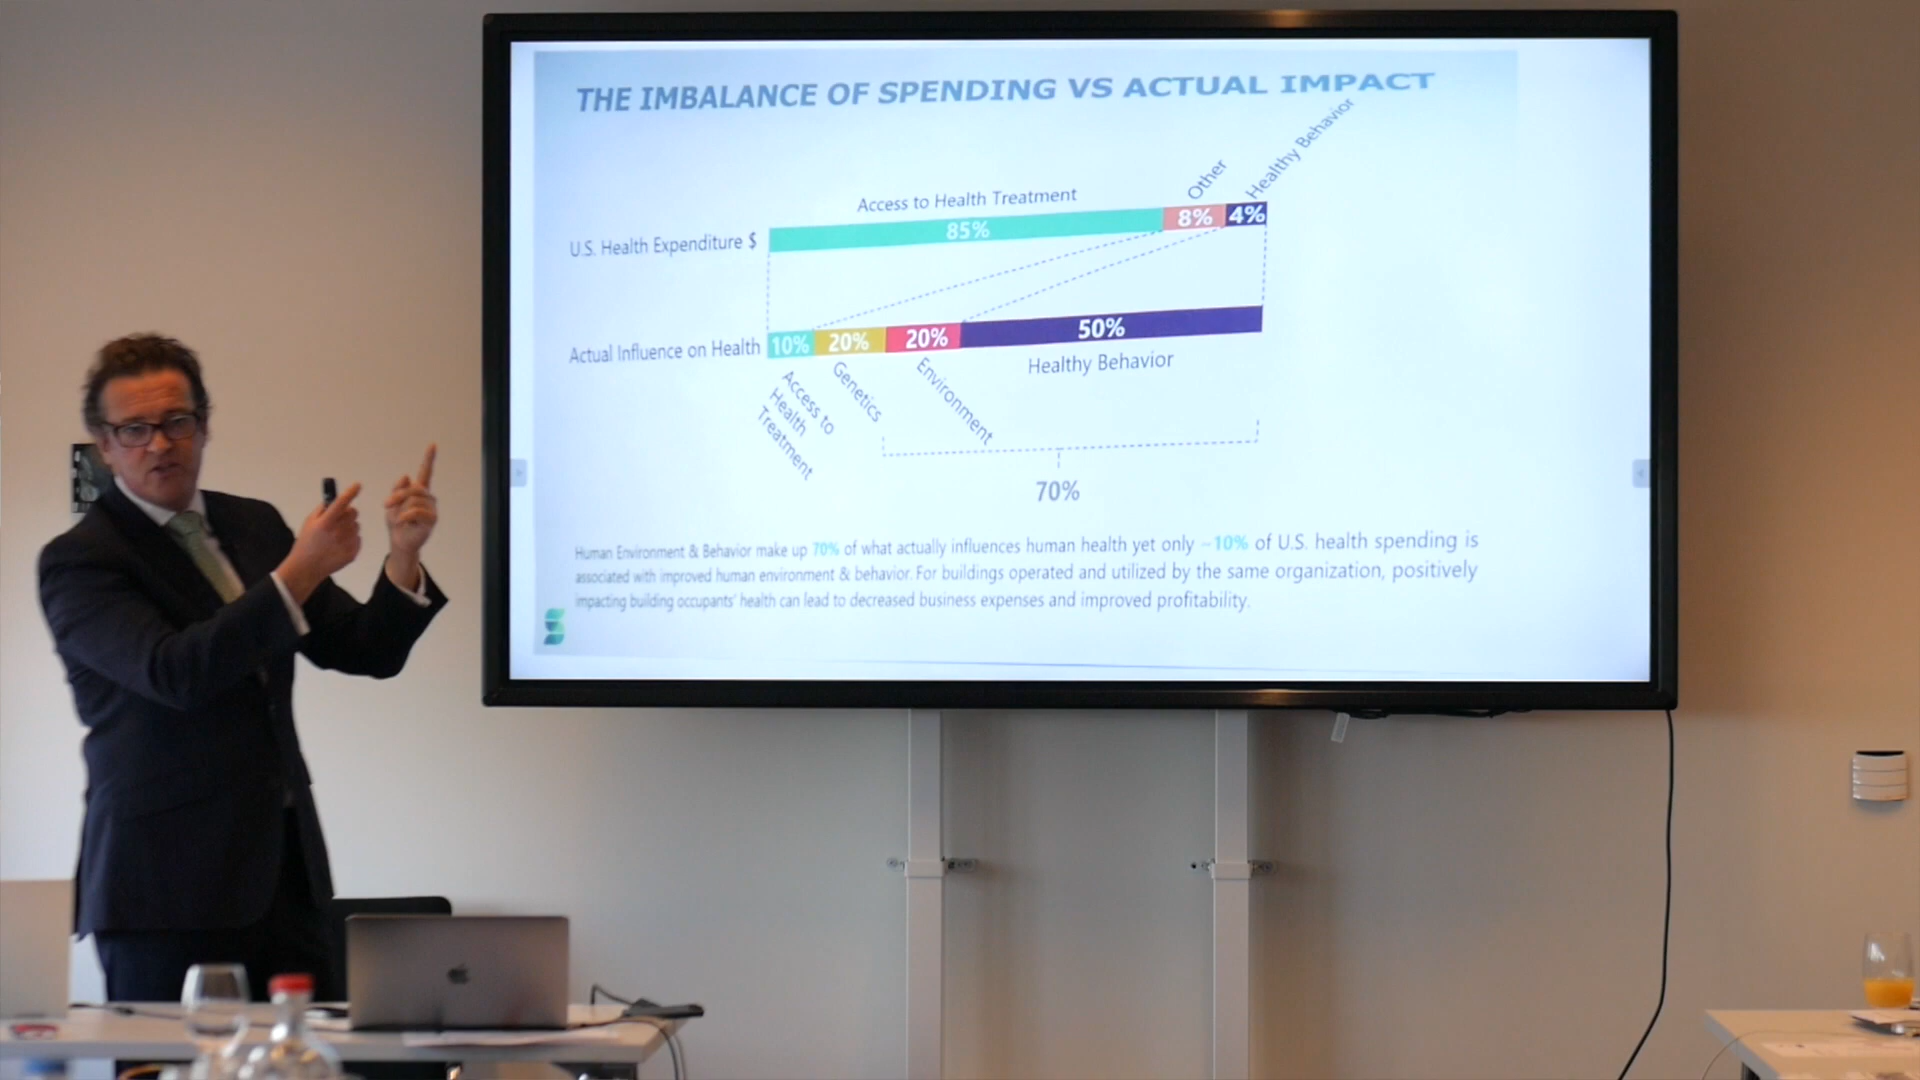 THE IMBALANCE OF SPENDING VS ACTUAL IMPACT
Access to Health Treatment
Other
Healthy Behavior
U.S. Health Expenditure $
85%
8%
4%
Actual Influence on Health
10%
20%
20%
50%
Access to
Health
Treatment
Genetics
Environment
Healthy Behavior
70%
Human Environment & Behavior make up 70% of what actually influences human health yet only ~10% of U.S. health spending is
associated with improved human environment & behavior. For buildings operated and utilized by the same organization, positively
impacting building occupants' health can lead to decreased business expenses and improved profitability.